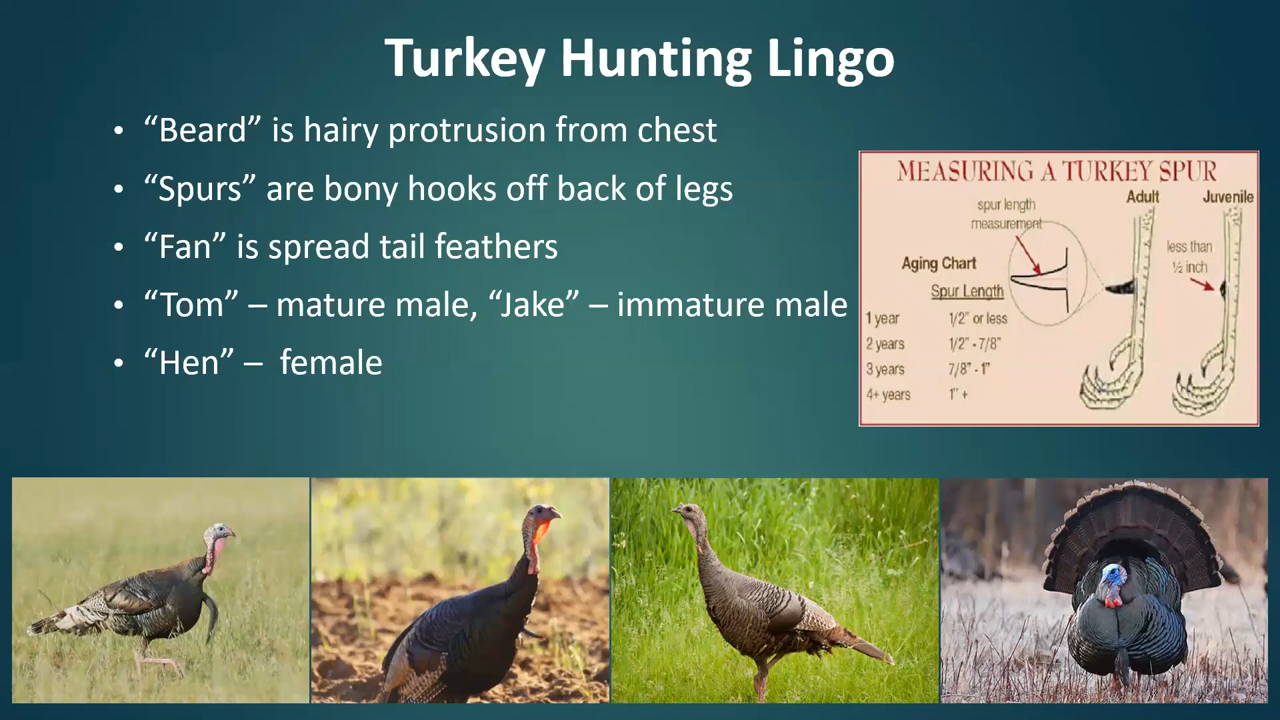 Turkey Hunting Lingo
• “Beard” is hairy protrusion from chest
• “Spurs” are bony hooks off back of legs
• “Fan” is spread tail feathers
• “Tom” – mature male, “Jake” – immature male
• “Hen” – female
MEASURING A TURKEY SPUR
spur length
measurement
Adult
Juvenile
less than
½ inch
Aging Chart
Spur Length
1 year 1/2" or less
2 years 1/2" - 7/8"
3 years 7/8" - 1"
4+ years 1" +